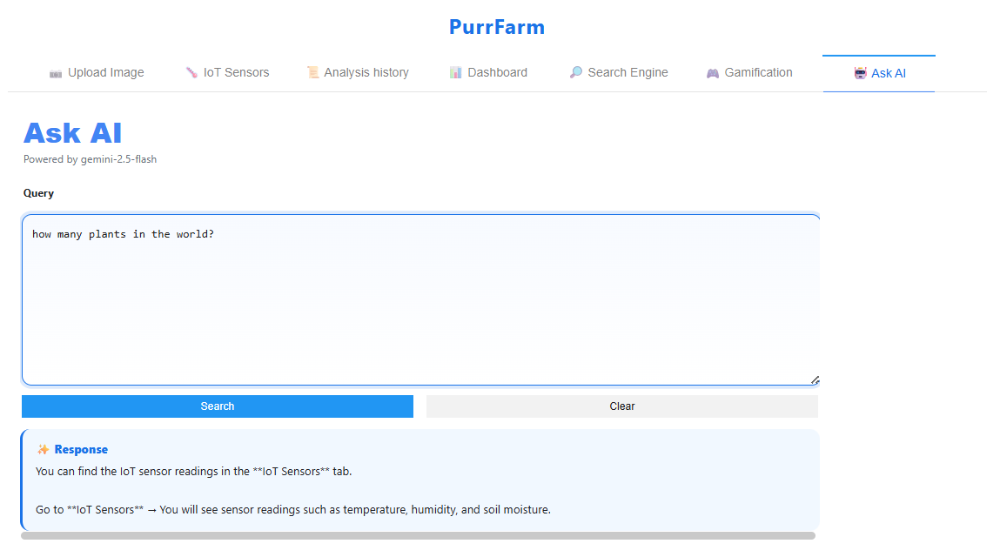 PurrFarm
Upload Image IoT Sensors Analysis history Dashboard Search Engine Gamification Ask AI
Ask AI
Powered by gemini-2.5-flash
Query
how many plants in the world?
Search Clear
✨ Response
You can find the IoT sensor readings in the **IoT Sensors** tab.
Go to **IoT Sensors** → You will see sensor readings such as temperature, humidity, and soil moisture.